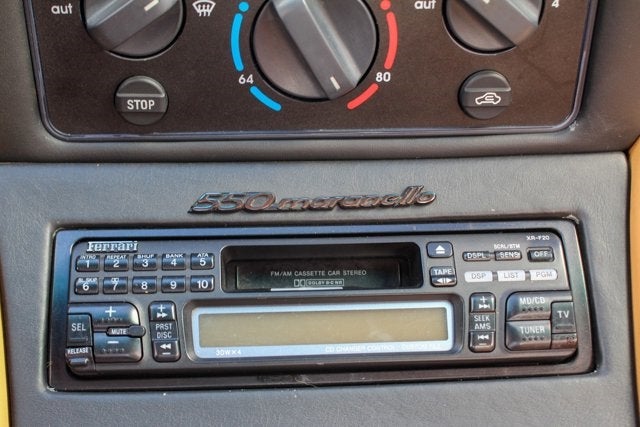 aut
aut 4
64 80
STOP
550 maranello
Ferrari
XR-F20
INTRO REPEAT SHUF BANK ATA
1 2 3 4 5
6 7 8 9 10
FM/AM CASSETTE CAR STEREO
DOLBY B-C NR
SCRL/STM
DSPL SENS OFF
TAPE
DSP LIST PGM
SEL
MUTE
RELEASE
PRST
DISC
SEEK
AMS
MD/CD
TUNER
TV
30W×4
CD CHANGER CONTROL